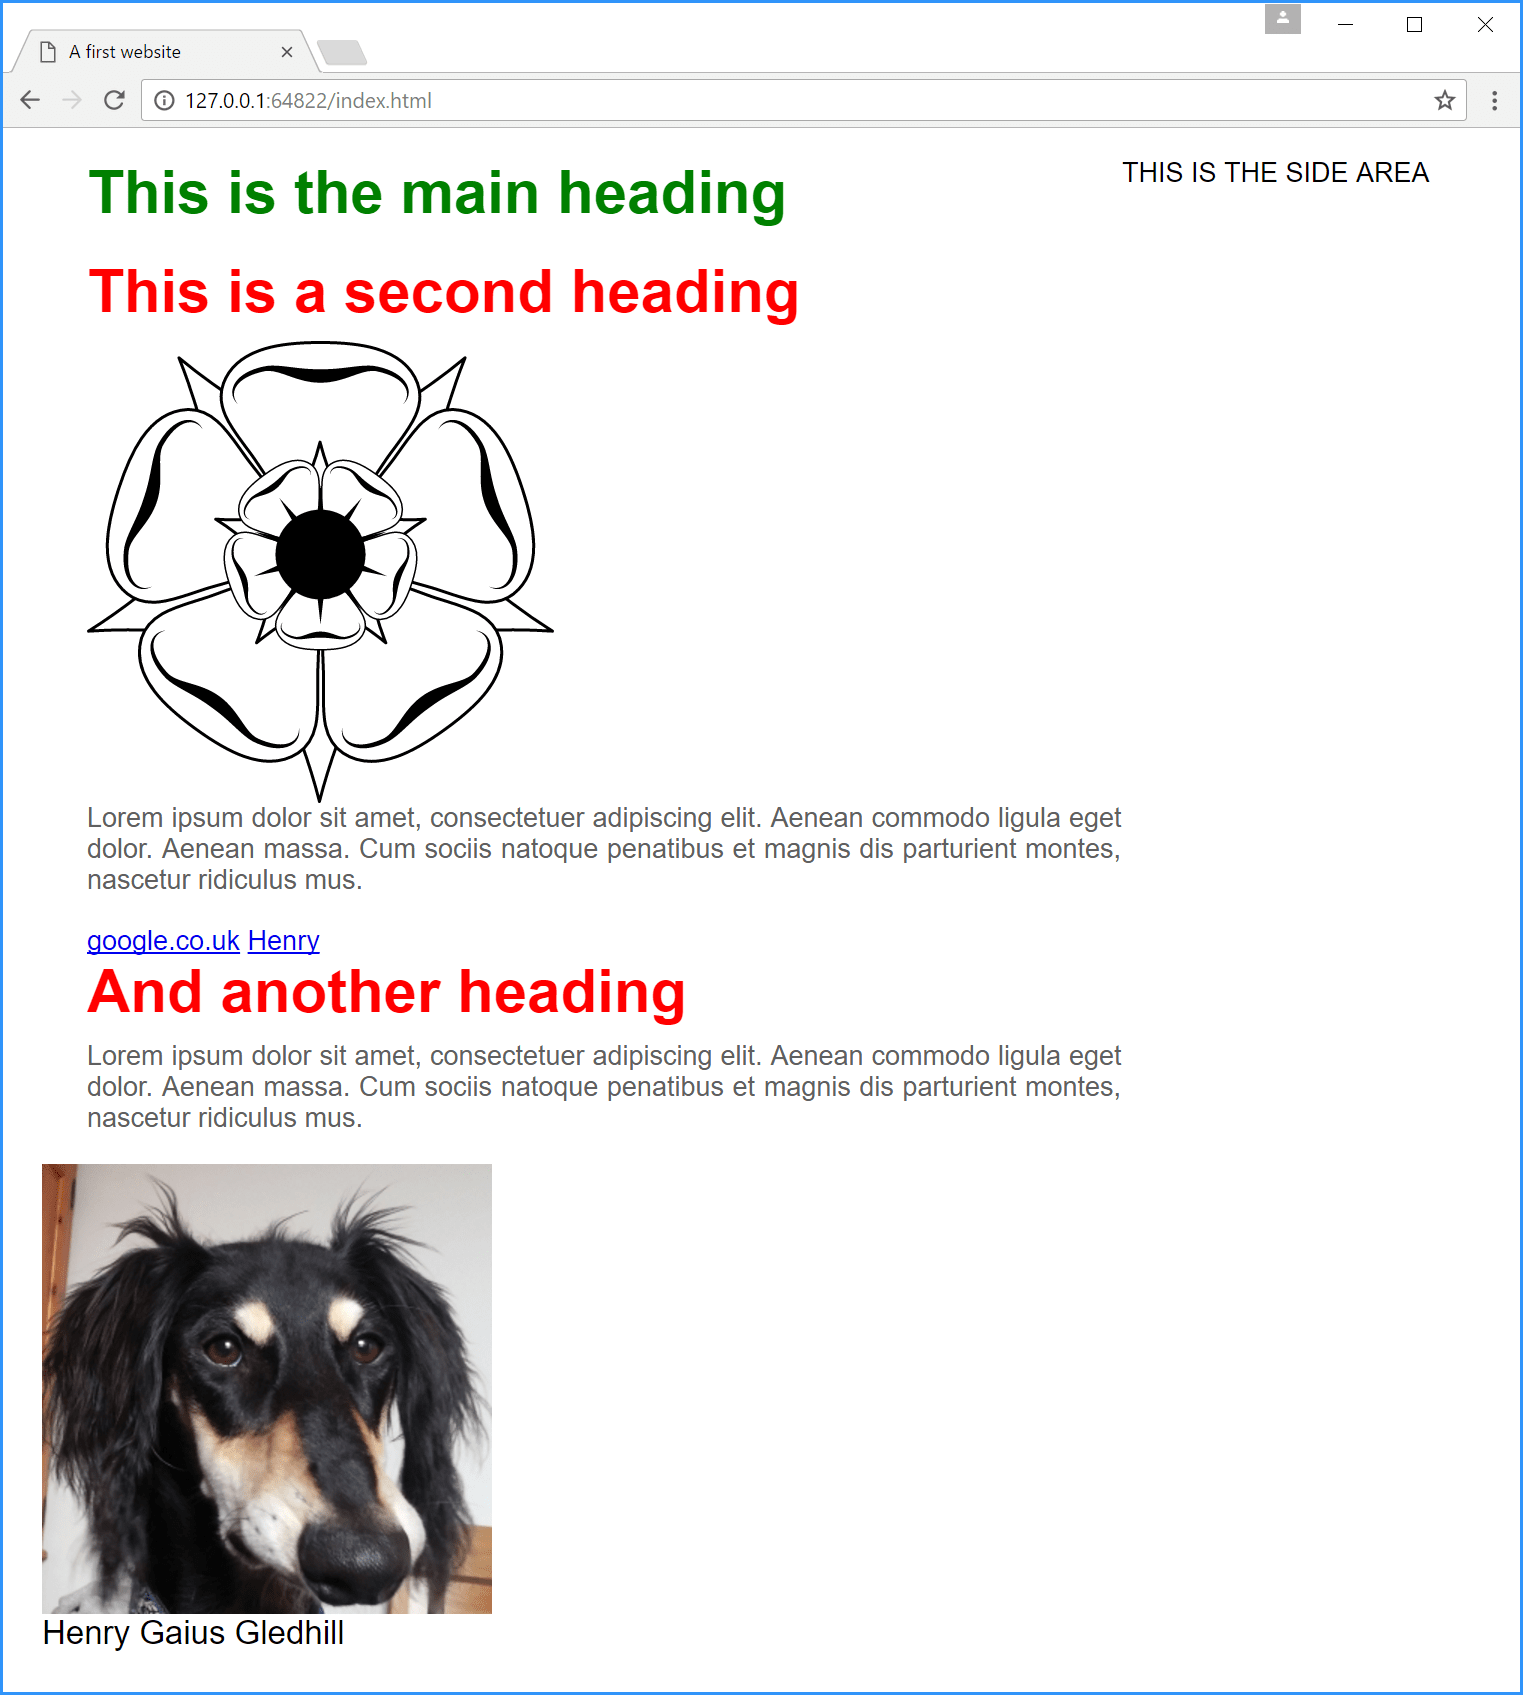 A first website
127.0.0.1:64822/index.html
This is the main heading
THIS IS THE SIDE AREA
This is a second heading
Lorem ipsum dolor sit amet, consectetuer adipiscing elit. Aenean commodo ligula eget
dolor. Aenean massa. Cum sociis natoque penatibus et magnis dis parturient montes,
nascetur ridiculus mus.
google.co.uk Henry
And another heading
Lorem ipsum dolor sit amet, consectetuer adipiscing elit. Aenean commodo ligula eget
dolor. Aenean massa. Cum sociis natoque penatibus et magnis dis parturient montes,
nascetur ridiculus mus.
Henry Gaius Gledhill